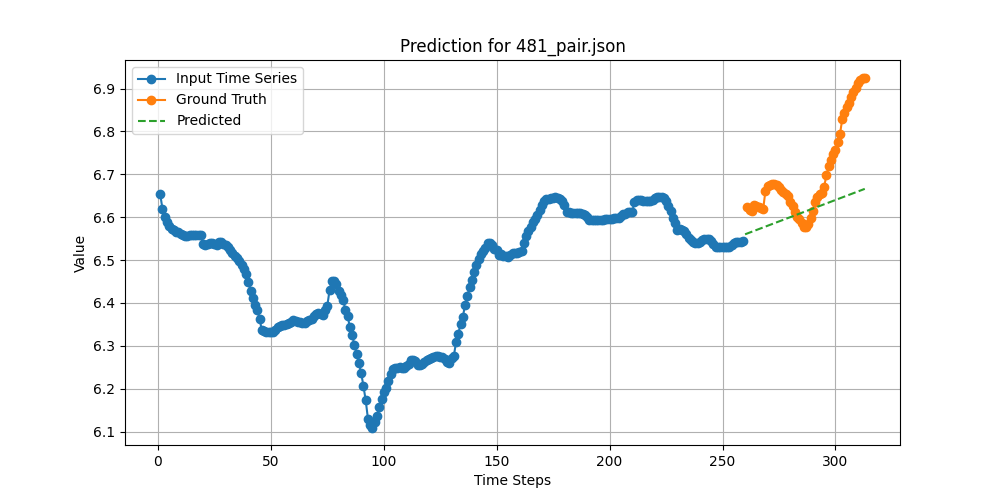 Prediction for 481_pair.json
Input Time Series
Ground Truth
Predicted
Value
6.9
6.8
6.7
6.6
6.5
6.4
6.3
6.2
6.1
0 50 100 150 200 250 300
Time Steps